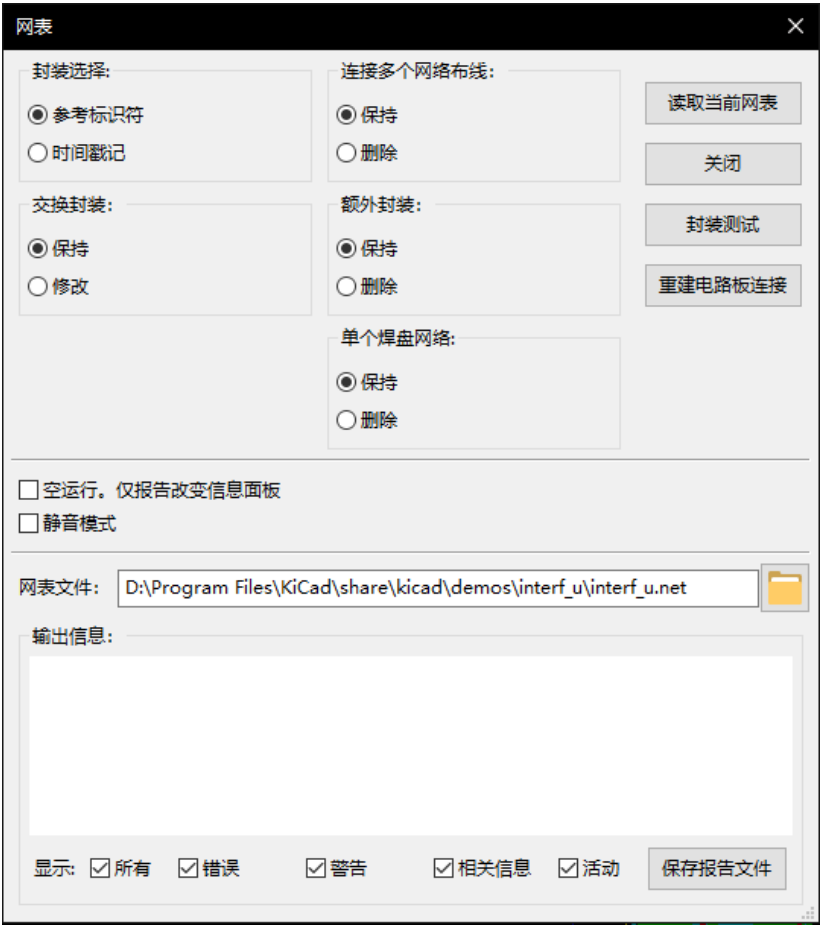 网表
封装选择:
参考标识符
时间戳记
连接多个网络布线:
保持
删除
读取当前网表
关闭
封装测试
重建电路板连接
交换封装:
保持
修改
额外封装:
保持
删除
单个焊盘网络:
保持
删除
空运行。仅报告改变信息面板
静音模式
网表文件: D:\Program Files\KiCad\share\kicad\demos\interf_u\interf_u.net
输出信息:
显示: 所有 错误 警告 相关信息 活动 保存报告文件